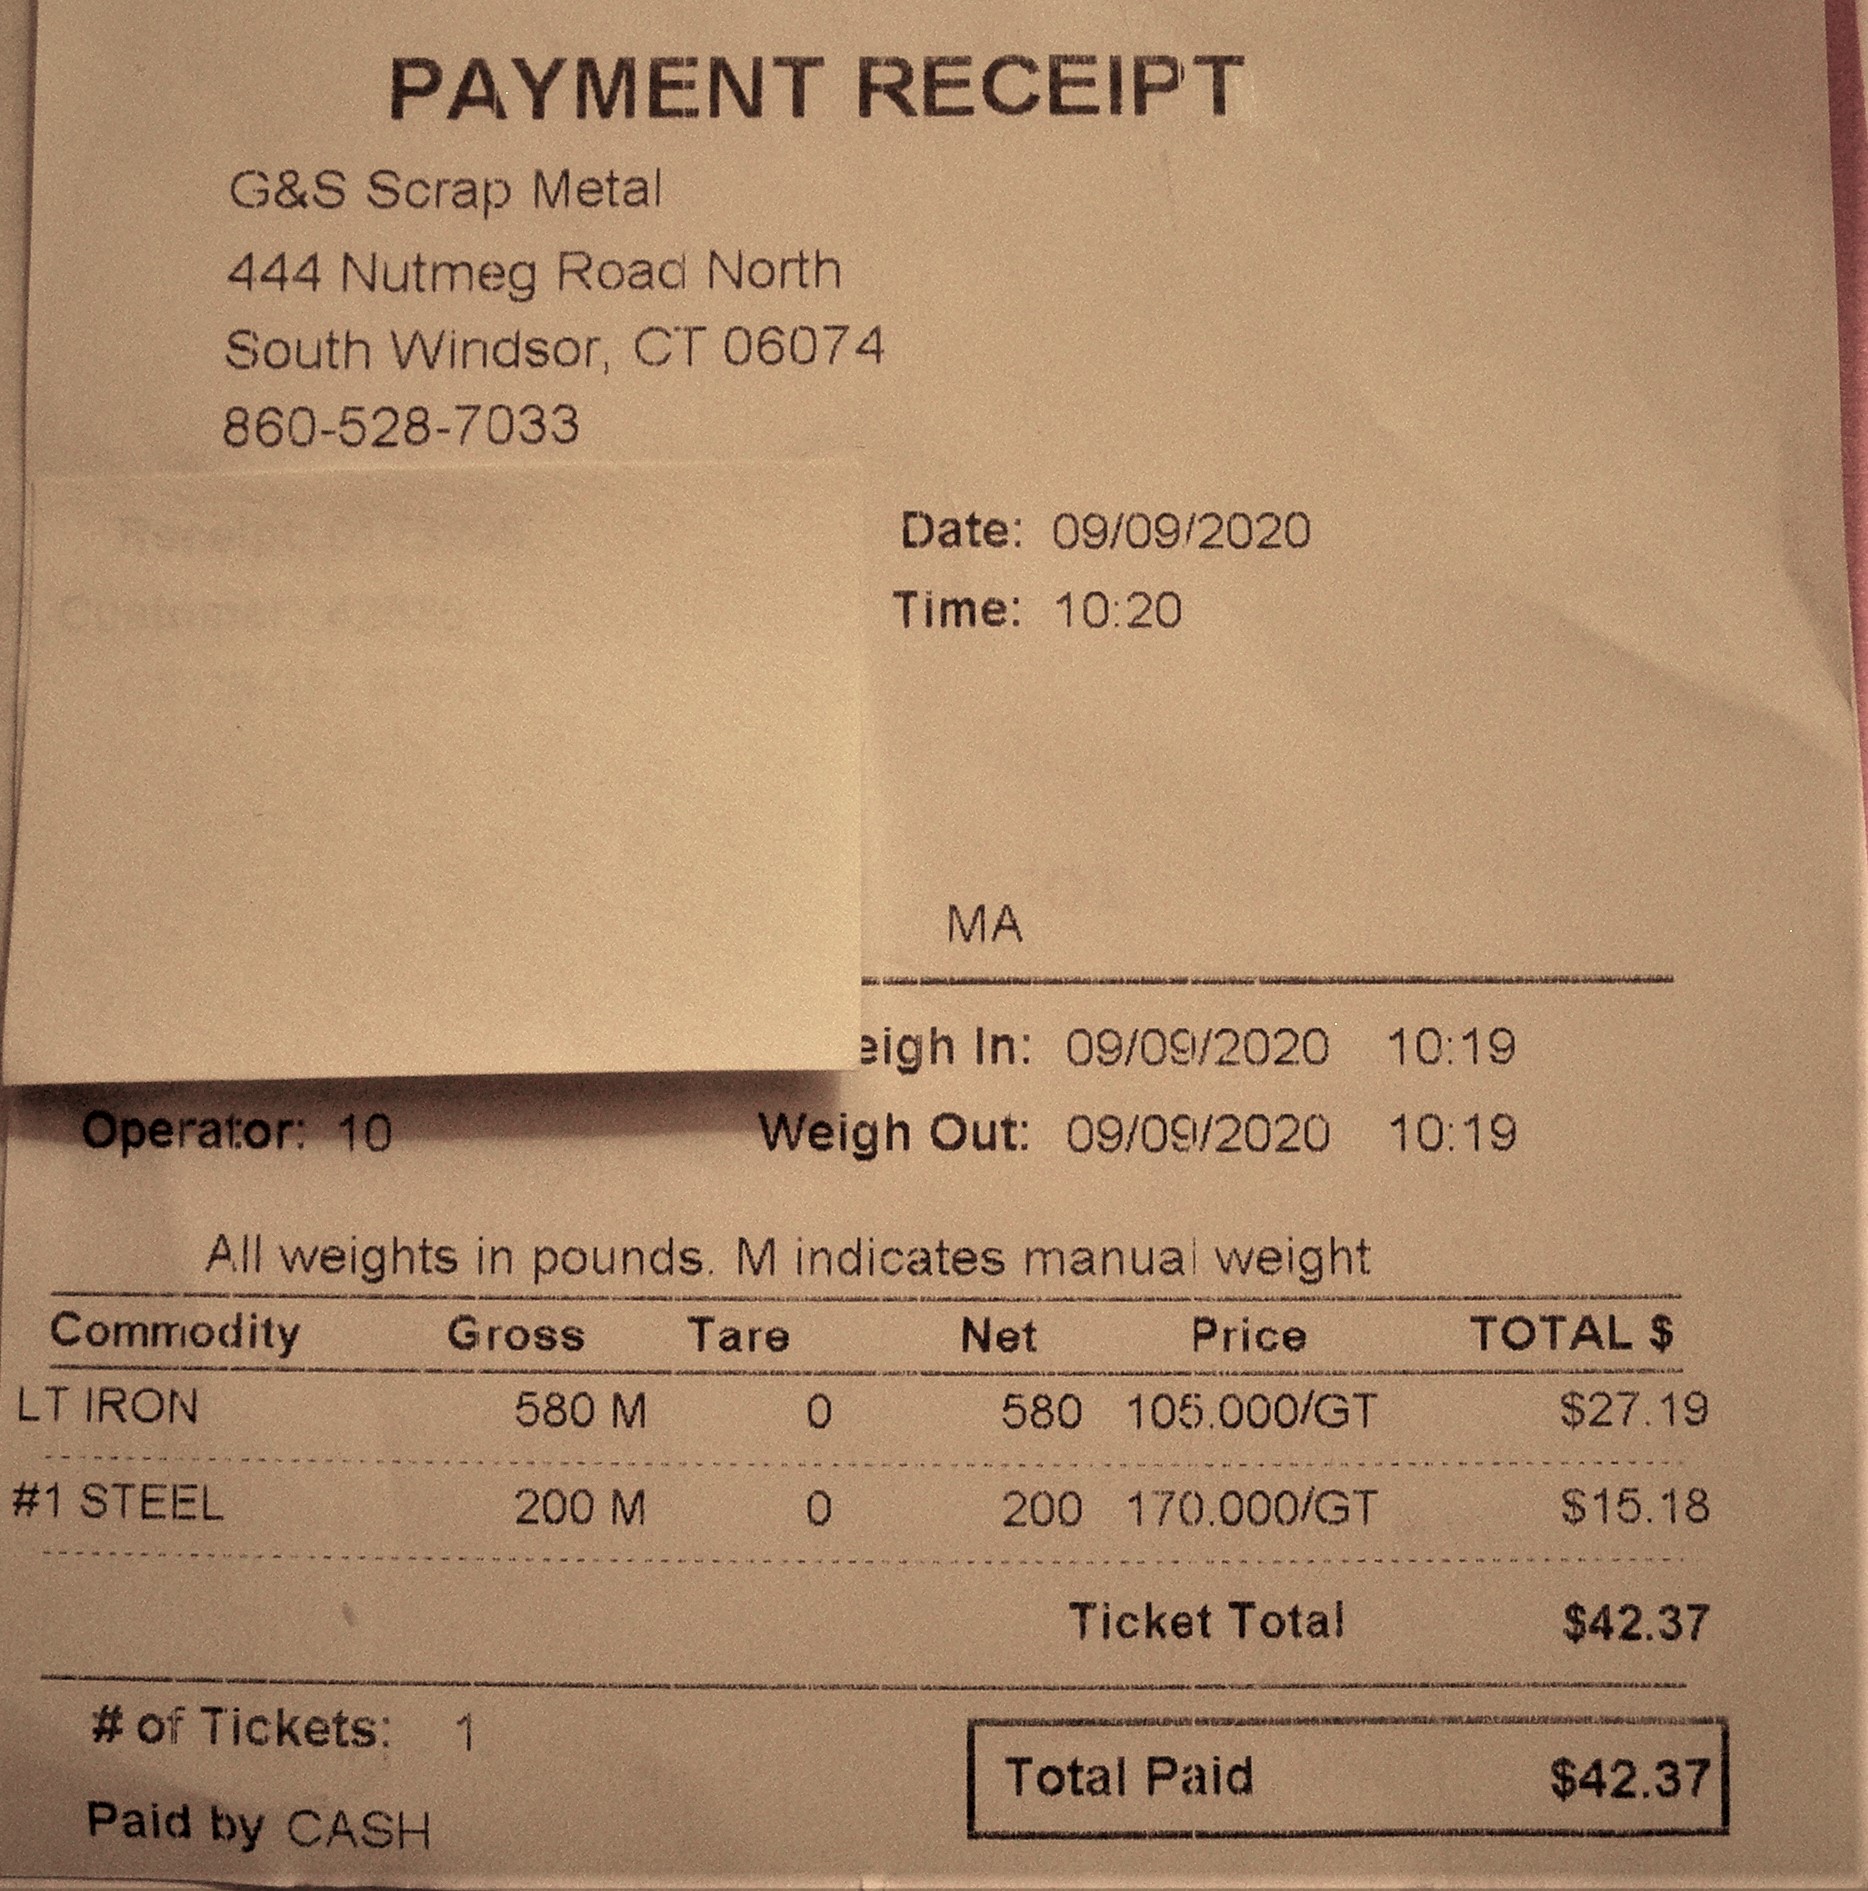 PAYMENT RECEIPT
G&S Scrap Metal
444 Nutmeg Road North
South Windsor, CT 06074
860-528-7033
Date: 09/09/2020
Time: 10:20
MA
eigh In: 09/09/2020 10:19
Operator: 10 Weigh Out: 09/09/2020 10:19
All weights in pounds. M indicates manual weight
Commodity Gross Tare Net Price TOTAL $
LT IRON 580 M 0 580 105.000/GT $27.19
#1 STEEL 200 M 0 200 170.000/GT $15.18
Ticket Total $42.37
# of Tickets: 1
Total Paid $42.37
Paid by CASH